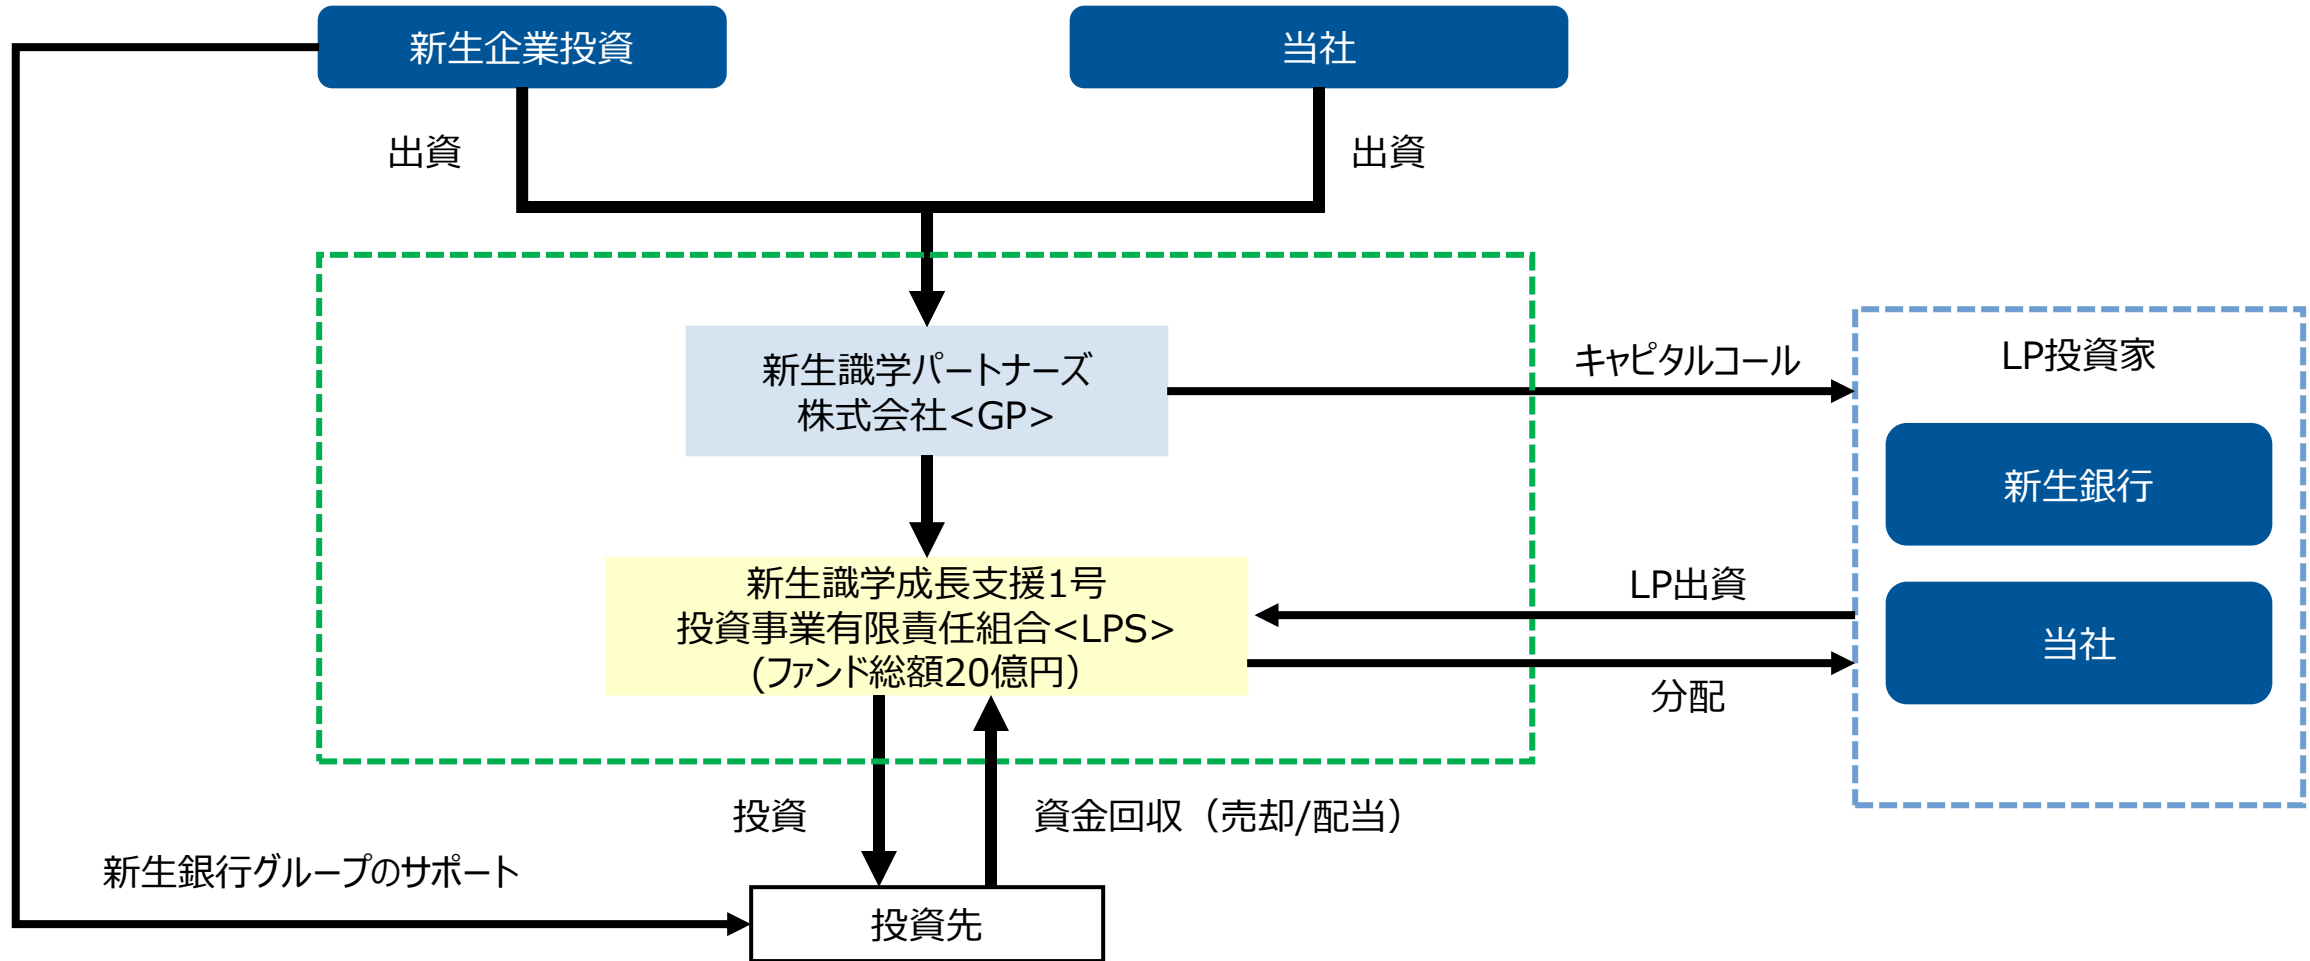 新生企業投資
当社
出資
出資
新生識学パートナーズ
株式会社<GP>
キャピタルコール
LP投資家
新生銀行
新生識学成長支援1号
投資事業有限責任組合<LPS>
(ファンド総額20億円）
LP出資
当社
分配
投資
資金回収（売却/配当）
新生銀行グループのサポート
投資先